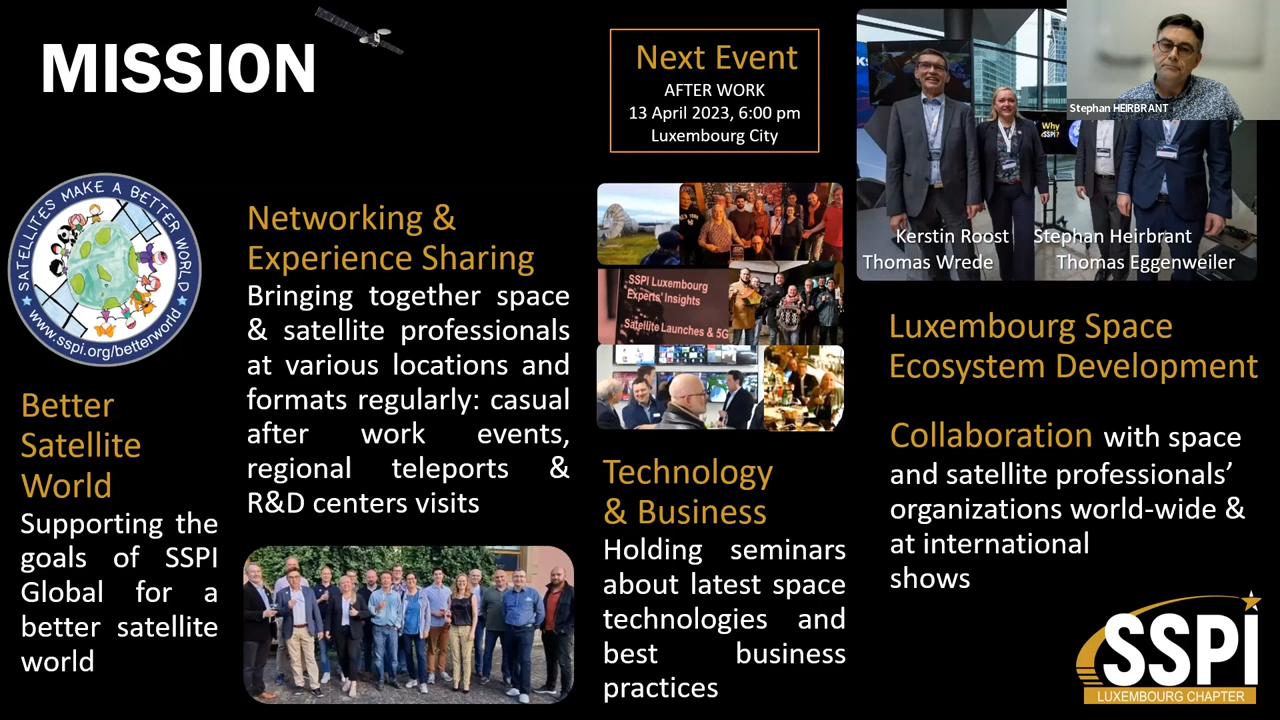 MISSION
Next Event
AFTER WORK
13 April 2023, 6:00 pm
Luxembourg City
Stephan HEIRBRANT
Why
SSPI?
Kerstin Roost
Stephan Heirbrant
Thomas Wrede
Thomas Eggenweiler
SATELLITES MAKE A BETTER WORLD
www.sspi.org/betterworld
Better
Satellite
World
Supporting the
goals of SSPI
Global for a
better satellite
world
Networking &
Experience Sharing
Bringing together space
& satellite professionals
at various locations and
formats regularly: casual
after work events,
regional teleports &
R&D centers visits
NEW YORK
SSPI Luxembourg
Experts' Insights
Satellite Launches & 5G
Technology
& Business
Holding seminars
about latest space
technologies and
best business
practices
Luxembourg Space
Ecosystem Development
Collaboration with space
and satellite professionals’
organizations world-wide &
at international
shows
SSPI
LUXEMBOURG CHAPTER